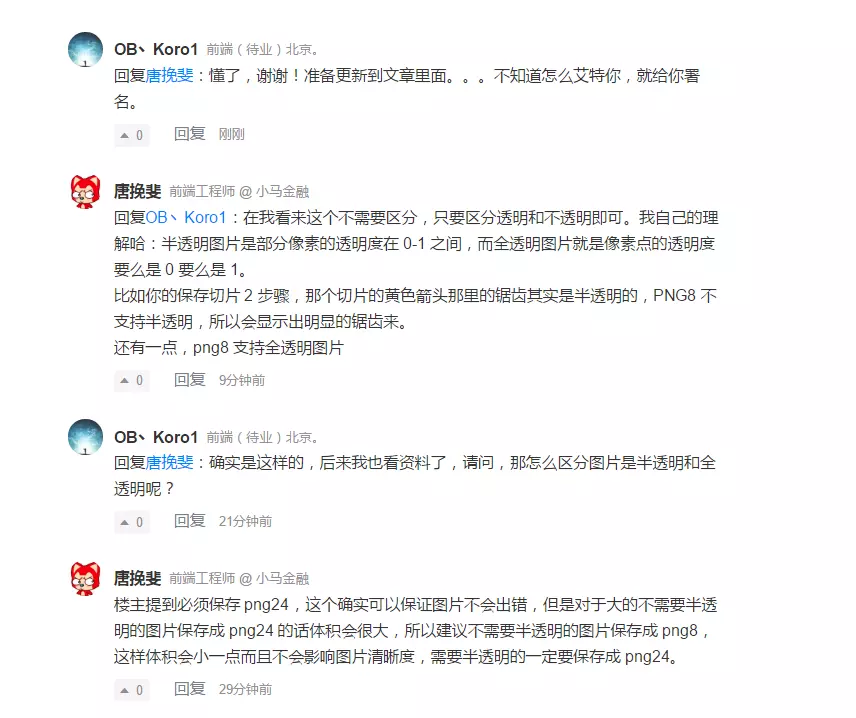 OB丶Koro1 前端（待业）北京。
回复唐挽斐：懂了，谢谢！准备更新到文章里面。。。不知道怎么艾特你，就给你署
名。
0 回复 刚刚
唐挽斐 前端工程师 @ 小马金融
回复OB丶Koro1：在我看来这个不需要区分，只要区分透明和不透明即可。我自己的理
解哈：半透明图片是部分像素的透明度在 0-1 之间，而全透明图片就是像素点的透明度
要么是 0 要么是 1。
比如你的保存切片 2 步骤，那个切片的黄色箭头那里的锯齿其实是半透明的，PNG8 不
支持半透明，所以会显示出明显的锯齿来。
还有一点，png8 支持全透明图片
0 回复 9分钟前
OB丶Koro1 前端（待业）北京。
回复唐挽斐：确实是这样的，后来我也看资料了，请问，那怎么区分图片是半透明和全
透明呢？
0 回复 21分钟前
唐挽斐 前端工程师 @ 小马金融
楼主提到必须保存 png24，这个确实可以保证图片不会出错，但是对于大的不需要半透
明的图片保存成 png24 的话体积会很大，所以建议不需要半透明的图片保存成 png8，
这样体积会小一点而且不会影响图片清晰度，需要半透明的一定要保存成 png24。
0 回复 29分钟前